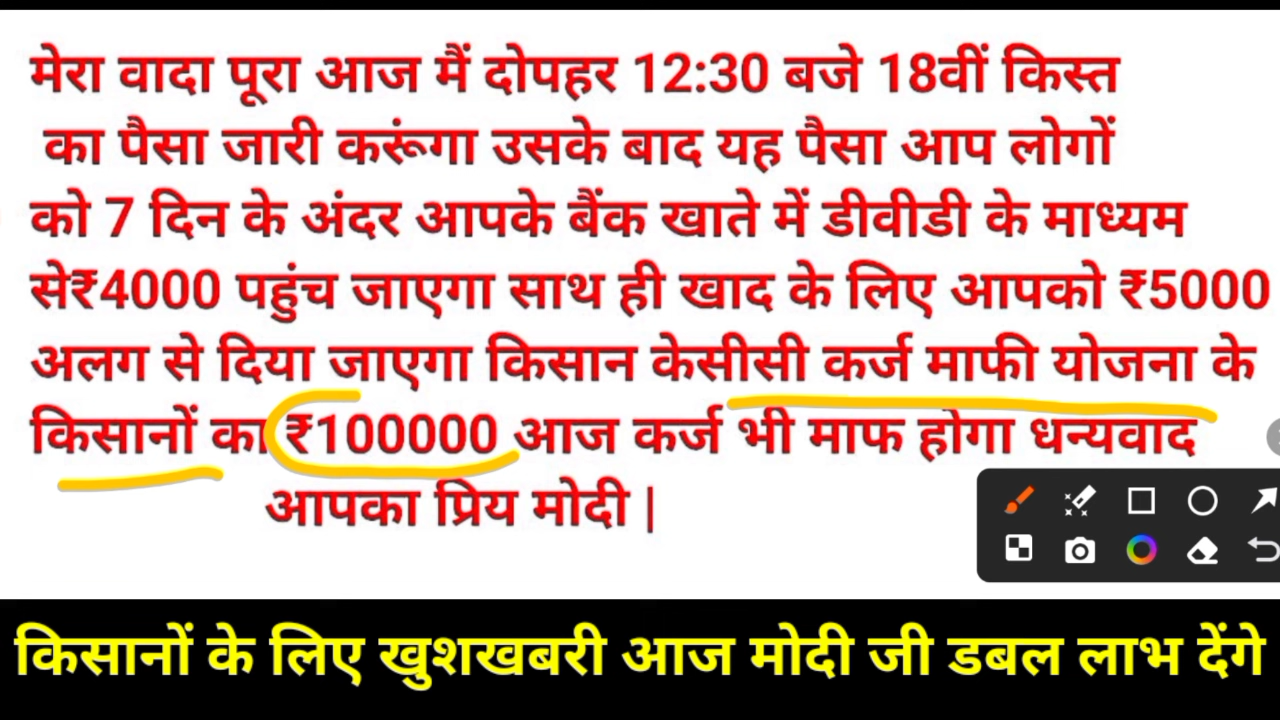 मेरा वादा पूरा आज मैं दोपहर 12:30 बजे 18वीं किस्त
का पैसा जारी करूंगा उसके बाद यह पैसा आप लोगों
को 7 दिन के अंदर आपके बैंक खाते में डीवीडी के माध्यम
से₹4000 पहुंच जाएगा साथ ही खाद के लिए आपको ₹5000
अलग से दिया जाएगा किसान केसीसी कर्ज माफी योजना के
किसानों का ₹100000 आज कर्ज भी माफ होगा धन्यवाद
आपका प्रिय मोदी |
किसानों के लिए खुशखबरी आज मोदी जी डबल लाभ देंगे